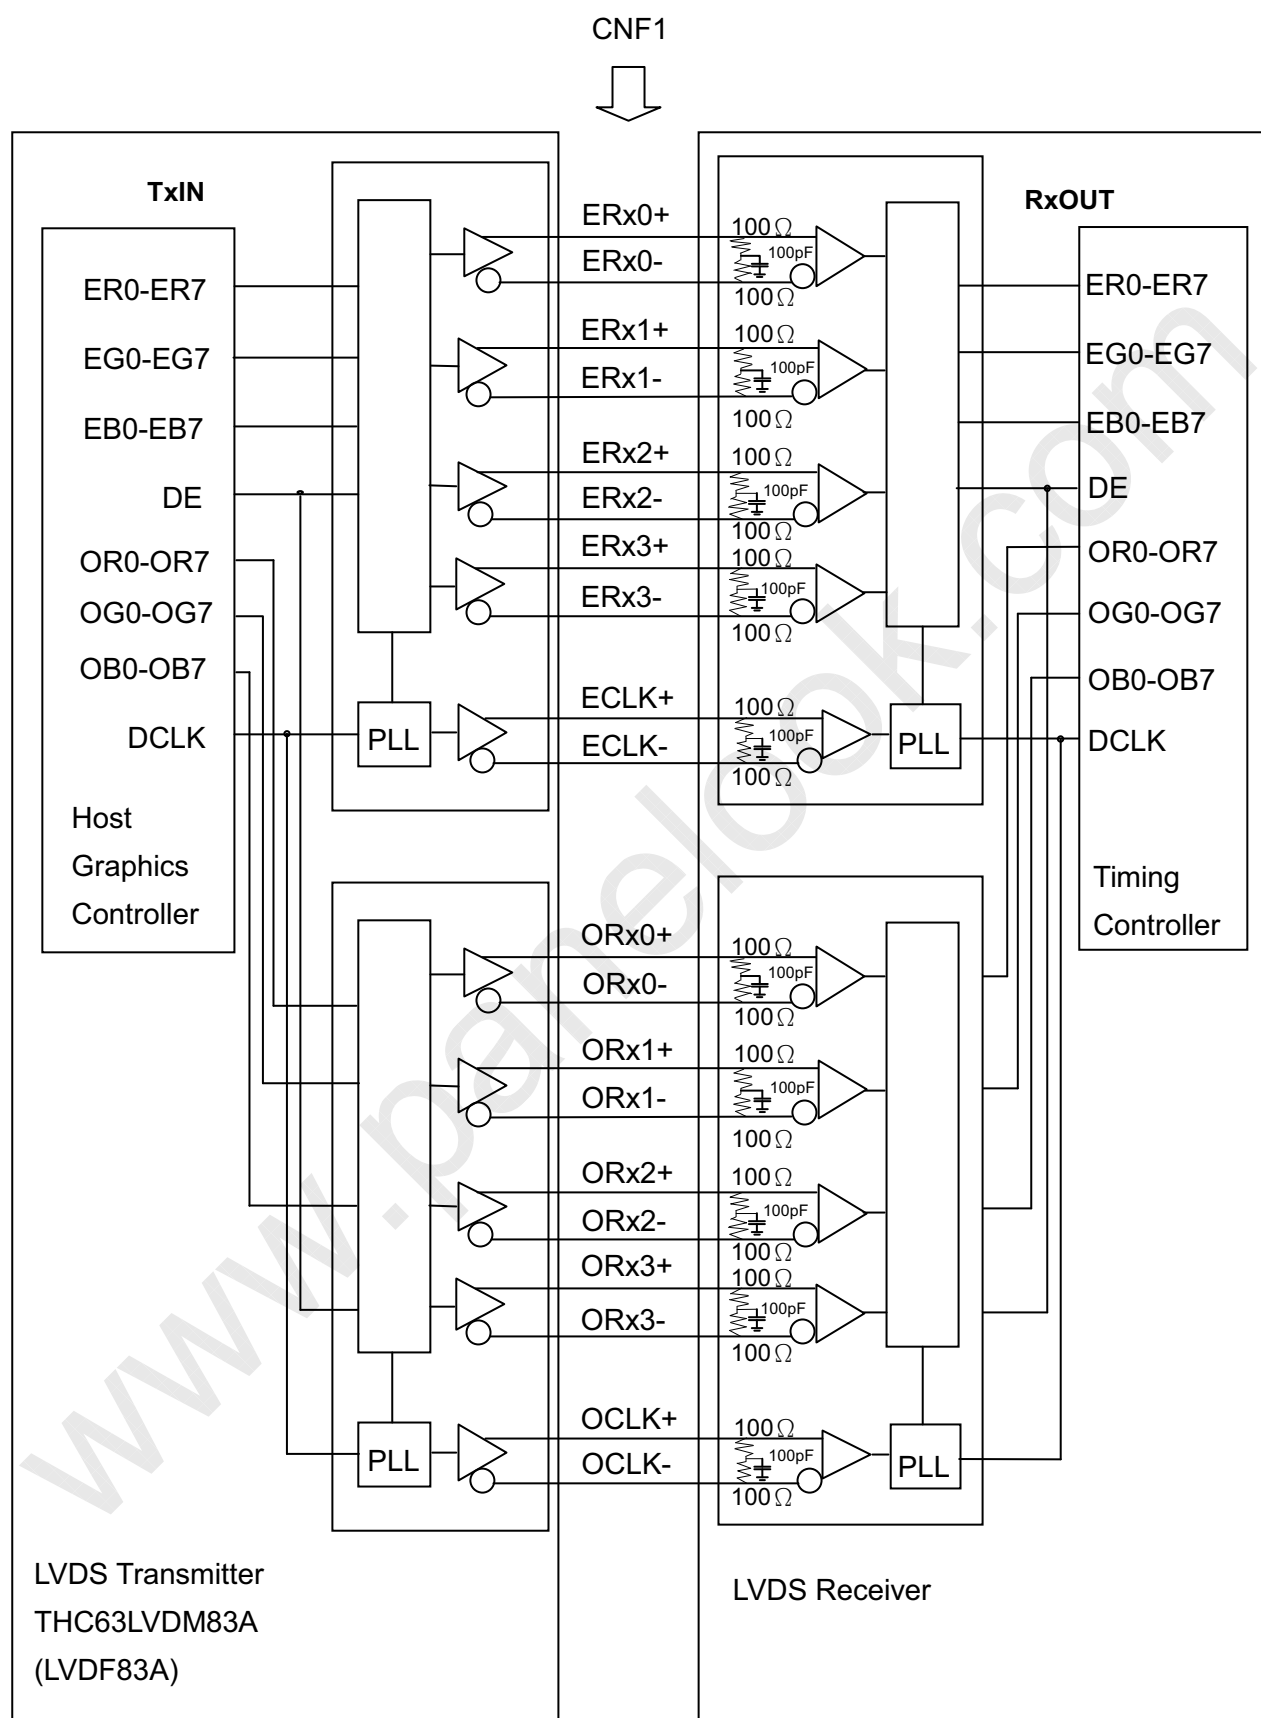 CNF1
TxIN
ER0-ER7
EG0-EG7
EB0-EB7
DE
OR0-OR7
OG0-OG7
OB0-OB7
DCLK
Host
Graphics
Controller
PLL
PLL
ERx0+
ERx0-
ERx1+
ERx1-
ERx2+
ERx2-
ERx3+
ERx3-
ECLK+
ECLK-
ORx0+
ORx0-
ORx1+
ORx1-
ORx2+
ORx2-
ORx3+
ORx3-
OCLK+
OCLK-
100Ω
100pF
100Ω
100Ω
100pF
100Ω
100Ω
100pF
100Ω
100Ω
100pF
100Ω
100Ω
100pF
100Ω
PLL
100Ω
100pF
100Ω
100Ω
100pF
100Ω
100Ω
100pF
100Ω
100Ω
100pF
100Ω
100Ω
100pF
100Ω
PLL
RxOUT
ER0-ER7
EG0-EG7
EB0-EB7
DE
OR0-OR7
OG0-OG7
OB0-OB7
DCLK
Timing
Controller
LVDS Transmitter
THC63LVDM83A
(LVDF83A)
LVDS Receiver
www.panelook.com